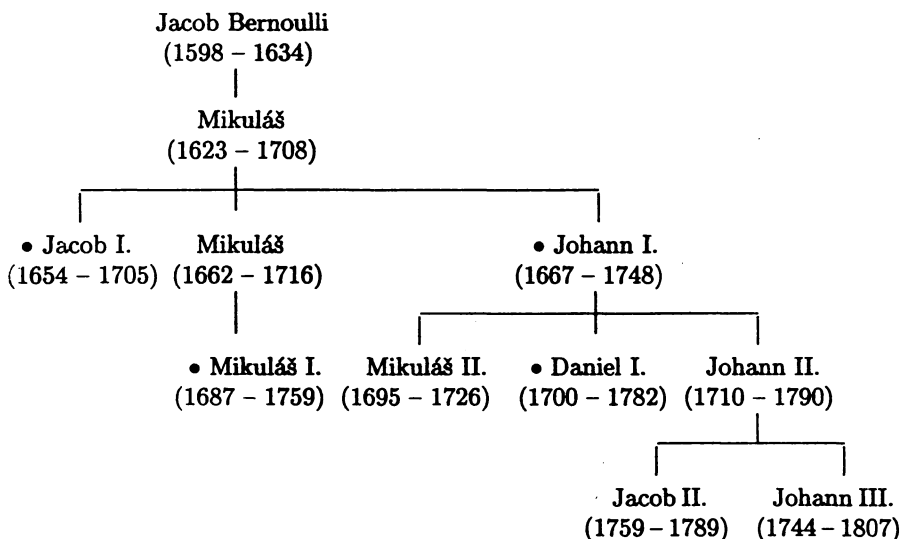 Jacob Bernoulli
(1598 – 1634)
Mikuláš
(1623 – 1708)
• Jacob I. Mikuláš • Johann I.
(1654 – 1705) (1662 – 1716) (1667 – 1748)
• Mikuláš I. Mikuláš II. • Daniel I. Johann II.
(1687 – 1759) (1695 – 1726) (1700 – 1782) (1710 – 1790)
Jacob II. Johann III.
(1759 – 1789) (1744 – 1807)